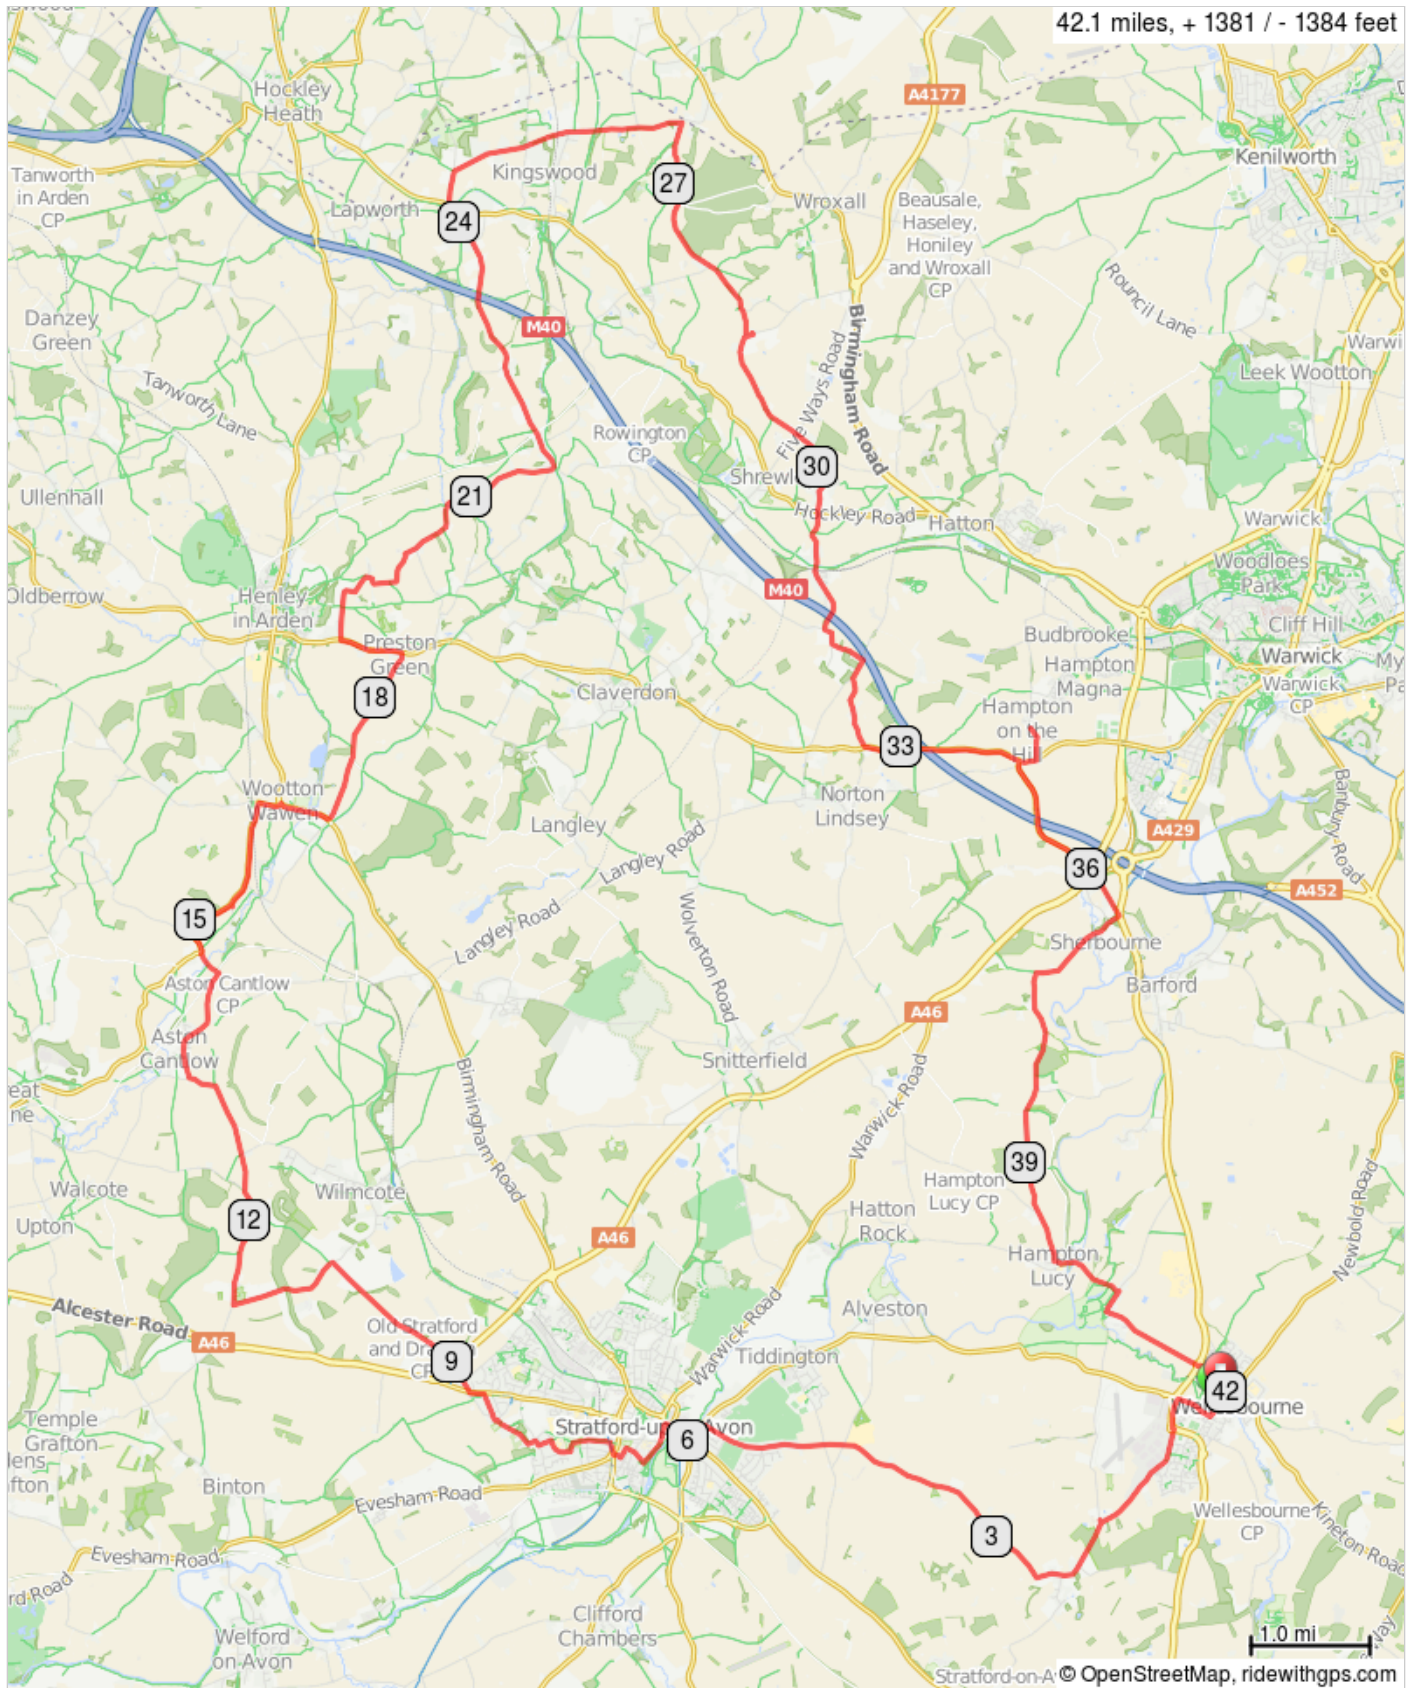 42.1 miles, + 1381 / - 1384 feet
Hockley
Heath
A4177
Kenilworth
Tanworth
in Arden
CP
Kingswood
27
Lapworth
24
Wroxall
Beausale,
Haseley,
Honiley
and Wroxall
CP
Rouncil Lane
Danzey
Green
M40
Birmingham Road
Five Ways Road
Leek Wootton
Tanworth Lane
Rowington
CP
30
Ullenhall
21
Hockley Road
Hatton
Warwick
Woodloes
Park
M40
Oldberrow
Henley
in Arden
Preston
Green
Budbrooke
Cliff Hill
Hampton
Magna
Warwick
Warwick
CP
18
Claverdon
Hampton
on the
Hill
33
Wootton
Wawen
Norton
Lindsey
Banbury Road
Langley
A429
Langley Road
36
A452
15
Langley Road
Wolverton Road
Sherbourne
Aston Cantlow
CP
Barford
A46
Aston
Cantlow
Snitterfield
Birmingham Road
Warwick Road
39
Walcote
Wilmcote
Hampton
Lucy CP
Newbold Road
12
Upton
Hatton
Rock
A46
Hampton
Lucy
Alcester Road
A46
Old Stratford
CP
9
Alveston
Warwick Road
Tiddington
42
Temple
Grafton
6
Binton
Evesham Road
3
Wellesbourne
CP
Kineton Road
Evesham Road
Clifford
Chambers
Welford
on Avon
1.0 mi
© OpenStreetMap, ridewithgps.com